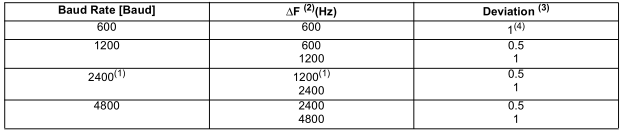 Baud Rate [Baud] ΔF (2)(Hz) Deviation (3)
600 600 1(4)
1200 600 0.5
1200 1
2400(1) 1200(1) 0.5
2400 1
4800 2400 0.5
4800 1